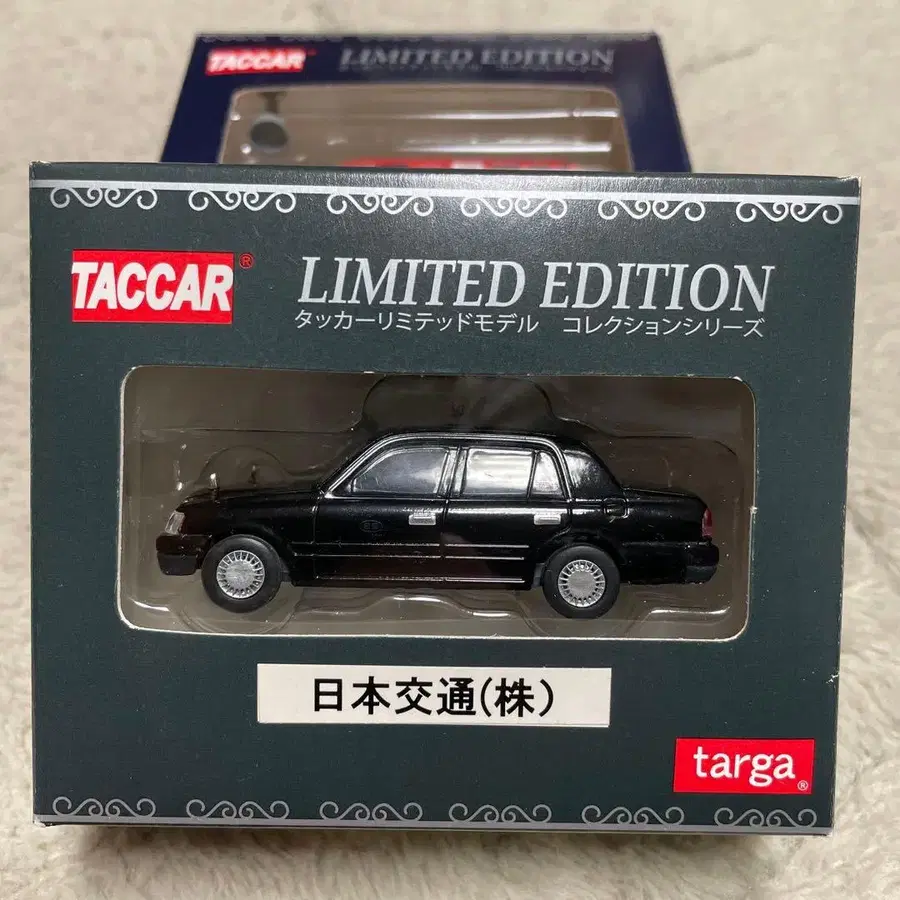 TACCAR®
LIMITED EDITION
TACCAR®
LIMITED EDITION
タッカーリミテッドモデル コレクションシリーズ
日本交通(株)
targa®